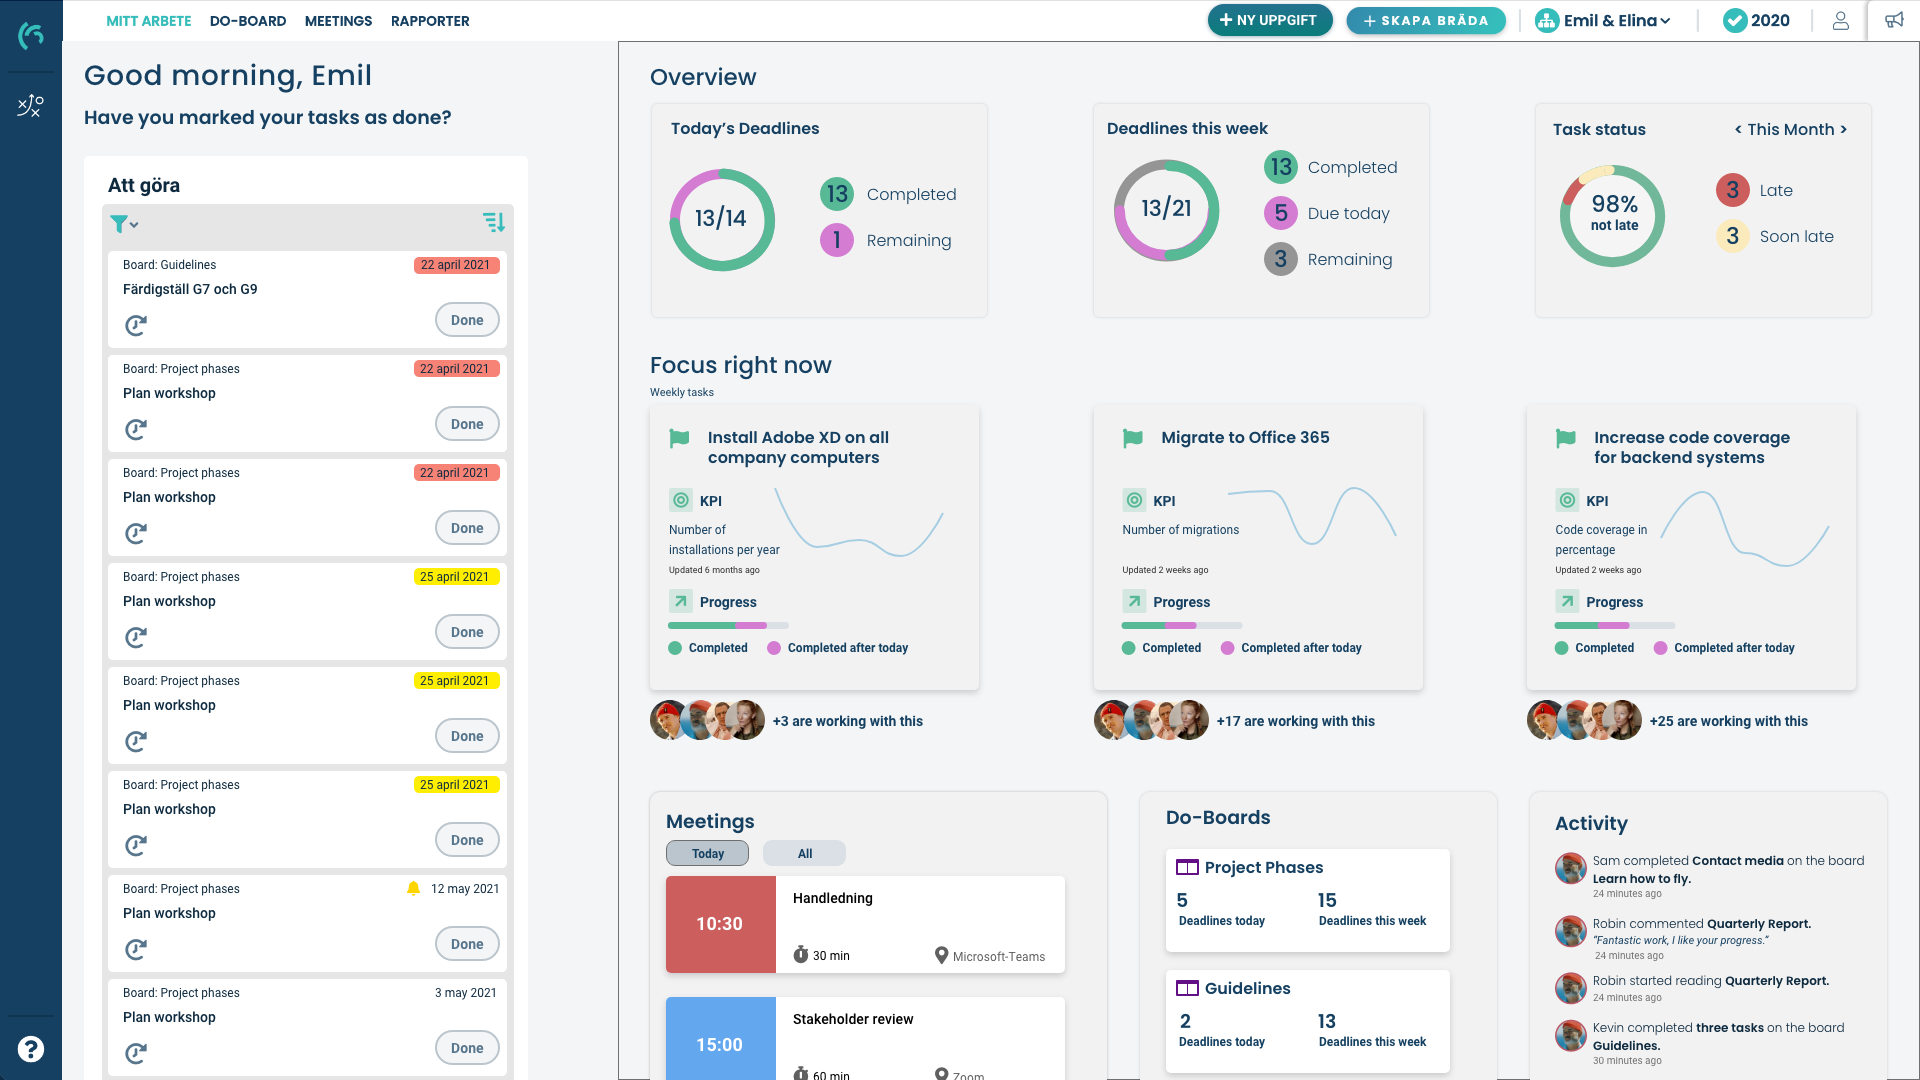 MITT ARBETE DO-BOARD MEETINGS RAPPORTER
NY UPPGIFT
SKAPA BRÄDA
Emil & Elina
2020
Good morning, Emil
Have you marked your tasks as done?
Att göra
Board: Guidelines
22 april 2021
Färdigställ G7 och G9
Done
Board: Project phases
22 april 2021
Plan workshop
Done
Board: Project phases
22 april 2021
Plan workshop
Done
Board: Project phases
25 april 2021
Plan workshop
Done
Board: Project phases
25 april 2021
Plan workshop
Done
Board: Project phases
25 april 2021
Plan workshop
Done
Board: Project phases
12 may 2021
Plan workshop
Done
Board: Project phases
3 may 2021
Plan workshop
Done
?
Overview
Today’s Deadlines
13/14
13 Completed
1 Remaining
Deadlines this week
13/21
13 Completed
5 Due today
3 Remaining
Task status
< This Month >
98%
not late
3 Late
3 Soon late
Focus right now
Weekly tasks
Install Adobe XD on all
company computers
KPI
Number of
installations per year
Updated 6 months ago
Progress
Completed
Completed after today
+3 are working with this
Migrate to Office 365
KPI
Number of migrations
Updated 2 weeks ago
Progress
Completed
Completed after today
+17 are working with this
Increase code coverage
for backend systems
KPI
Code coverage in
percentage
Updated 2 weeks ago
Progress
Completed
Completed after today
+25 are working with this
Meetings
Today
All
10:30
Handledning
30 min
Microsoft-Teams
15:00
Stakeholder review
60 min
Zoom
Do-Boards
Project Phases
5
Deadlines today
15
Deadlines this week
Guidelines
2
Deadlines today
13
Deadlines this week
Activity
Sam completed Contact media on the board
Learn how to fly.
24 minutes ago
Robin commented Quarterly Report.
“Fantastic work, I like your progress.”
24 minutes ago
Robin started reading Quarterly Report.
24 minutes ago
Kevin completed three tasks on the board
Guidelines.
30 minutes ago